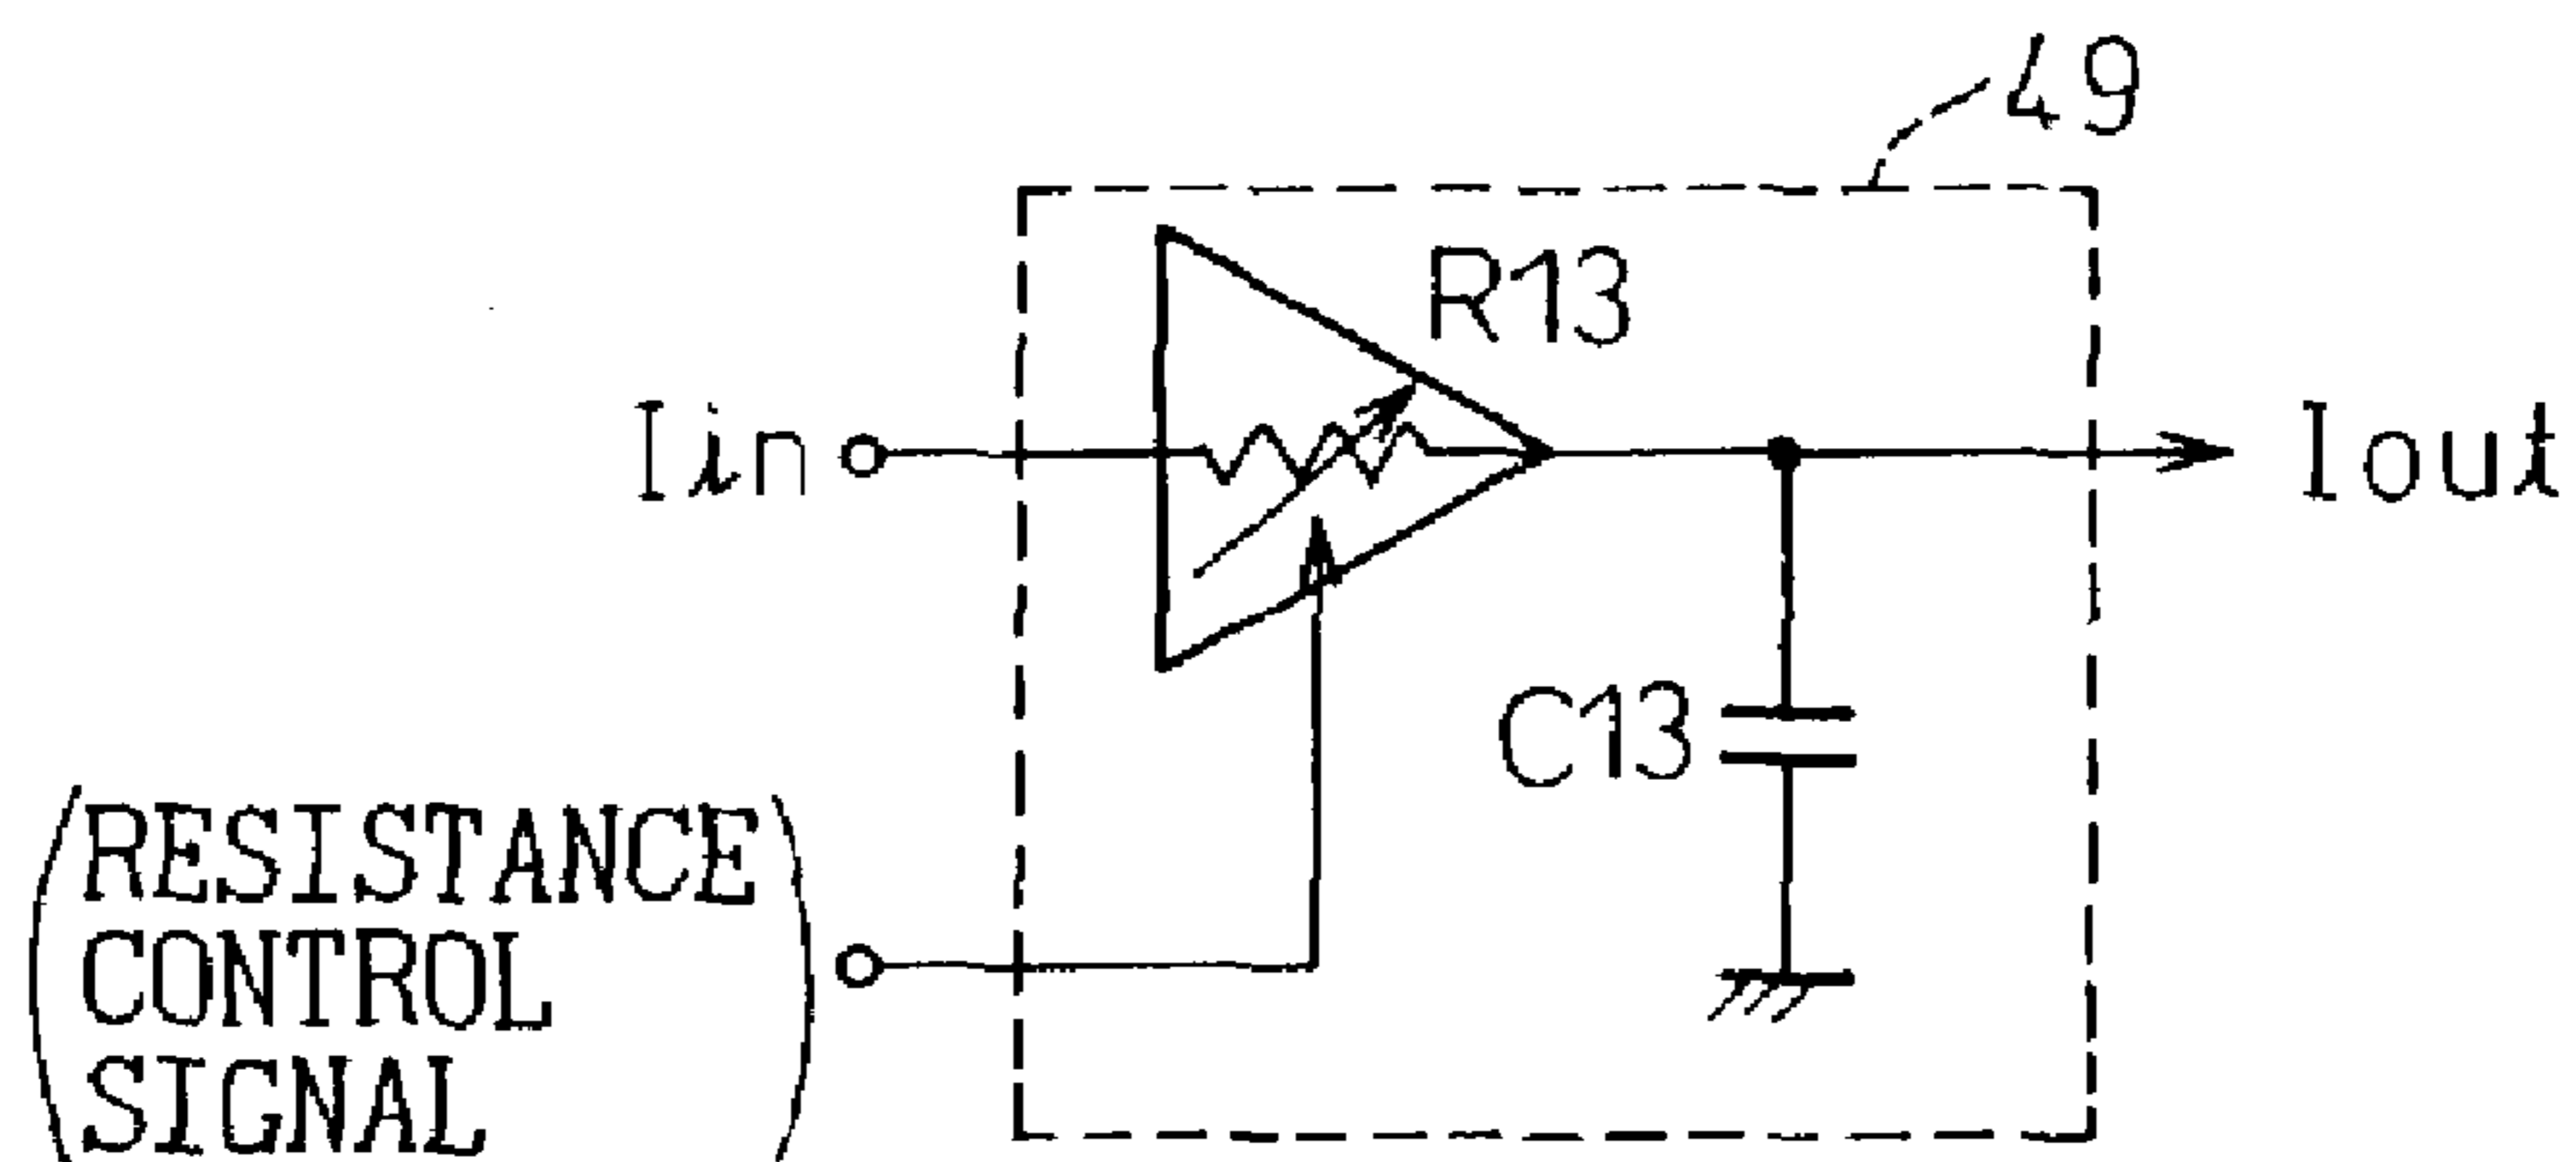 49
R13
Iin
Iout
C13
(RESISTANCE
CONTROL
SIGNAL)